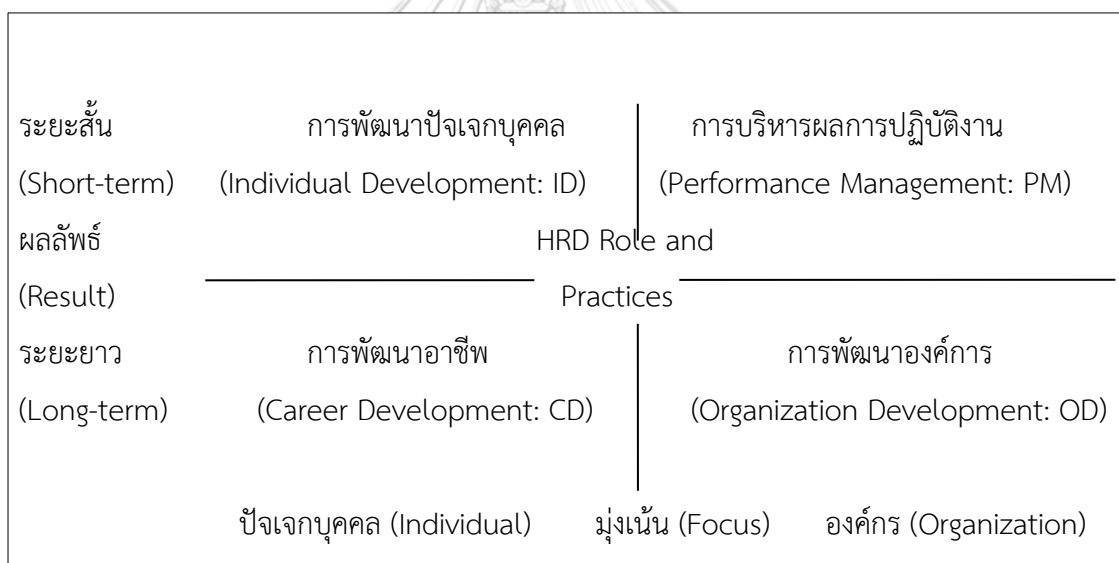 ระยะสั้น การพัฒนาปัจเจกบุคคล การบริหารผลการปฏิบัติงาน
(Short-term) (Individual Development: ID) (Performance Management: PM)
ผลลัพธ์ HRD Role and
(Result) Practices
ระยะยาว การพัฒนาอาชีพ การพัฒนาองค์การ
(Long-term) (Career Development: CD) (Organization Development: OD)
ปัจเจกบุคคล (Individual) มุ่งเน้น (Focus) องค์กร (Organization)